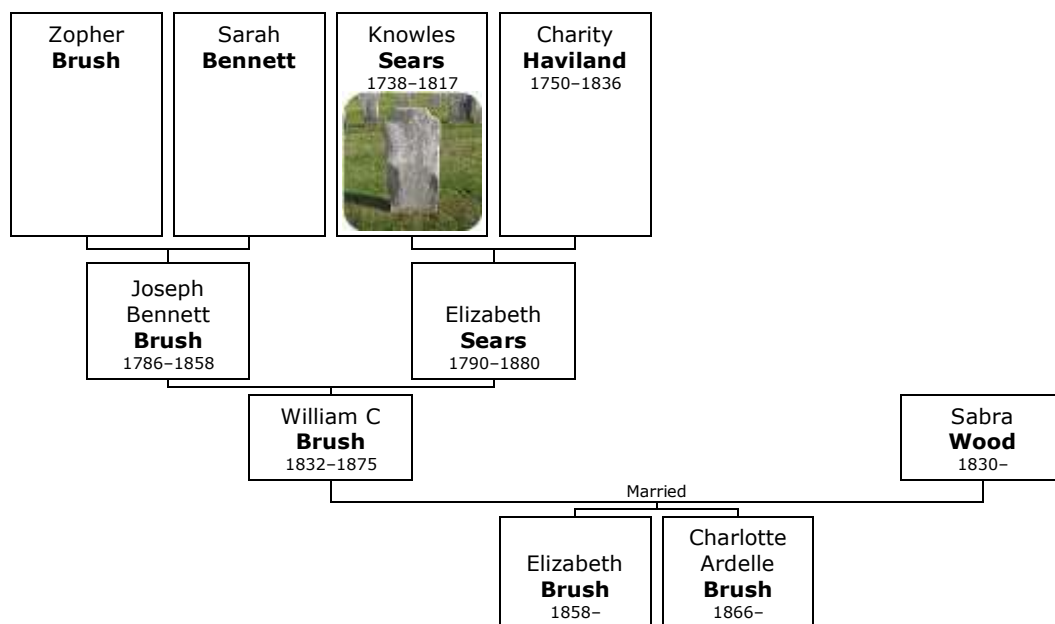 Zopher
Brush
Sarah
Bennett
Knowles
Sears
1738–1817
Charity
Haviland
1750–1836
Joseph
Bennett
Brush
1786–1858
Elizabeth
Sears
1790–1880
William C
Brush
1832–1875
Sabra
Wood
1830–
Married
Elizabeth
Brush
1858–
Charlotte
Ardelle
Brush
1866–